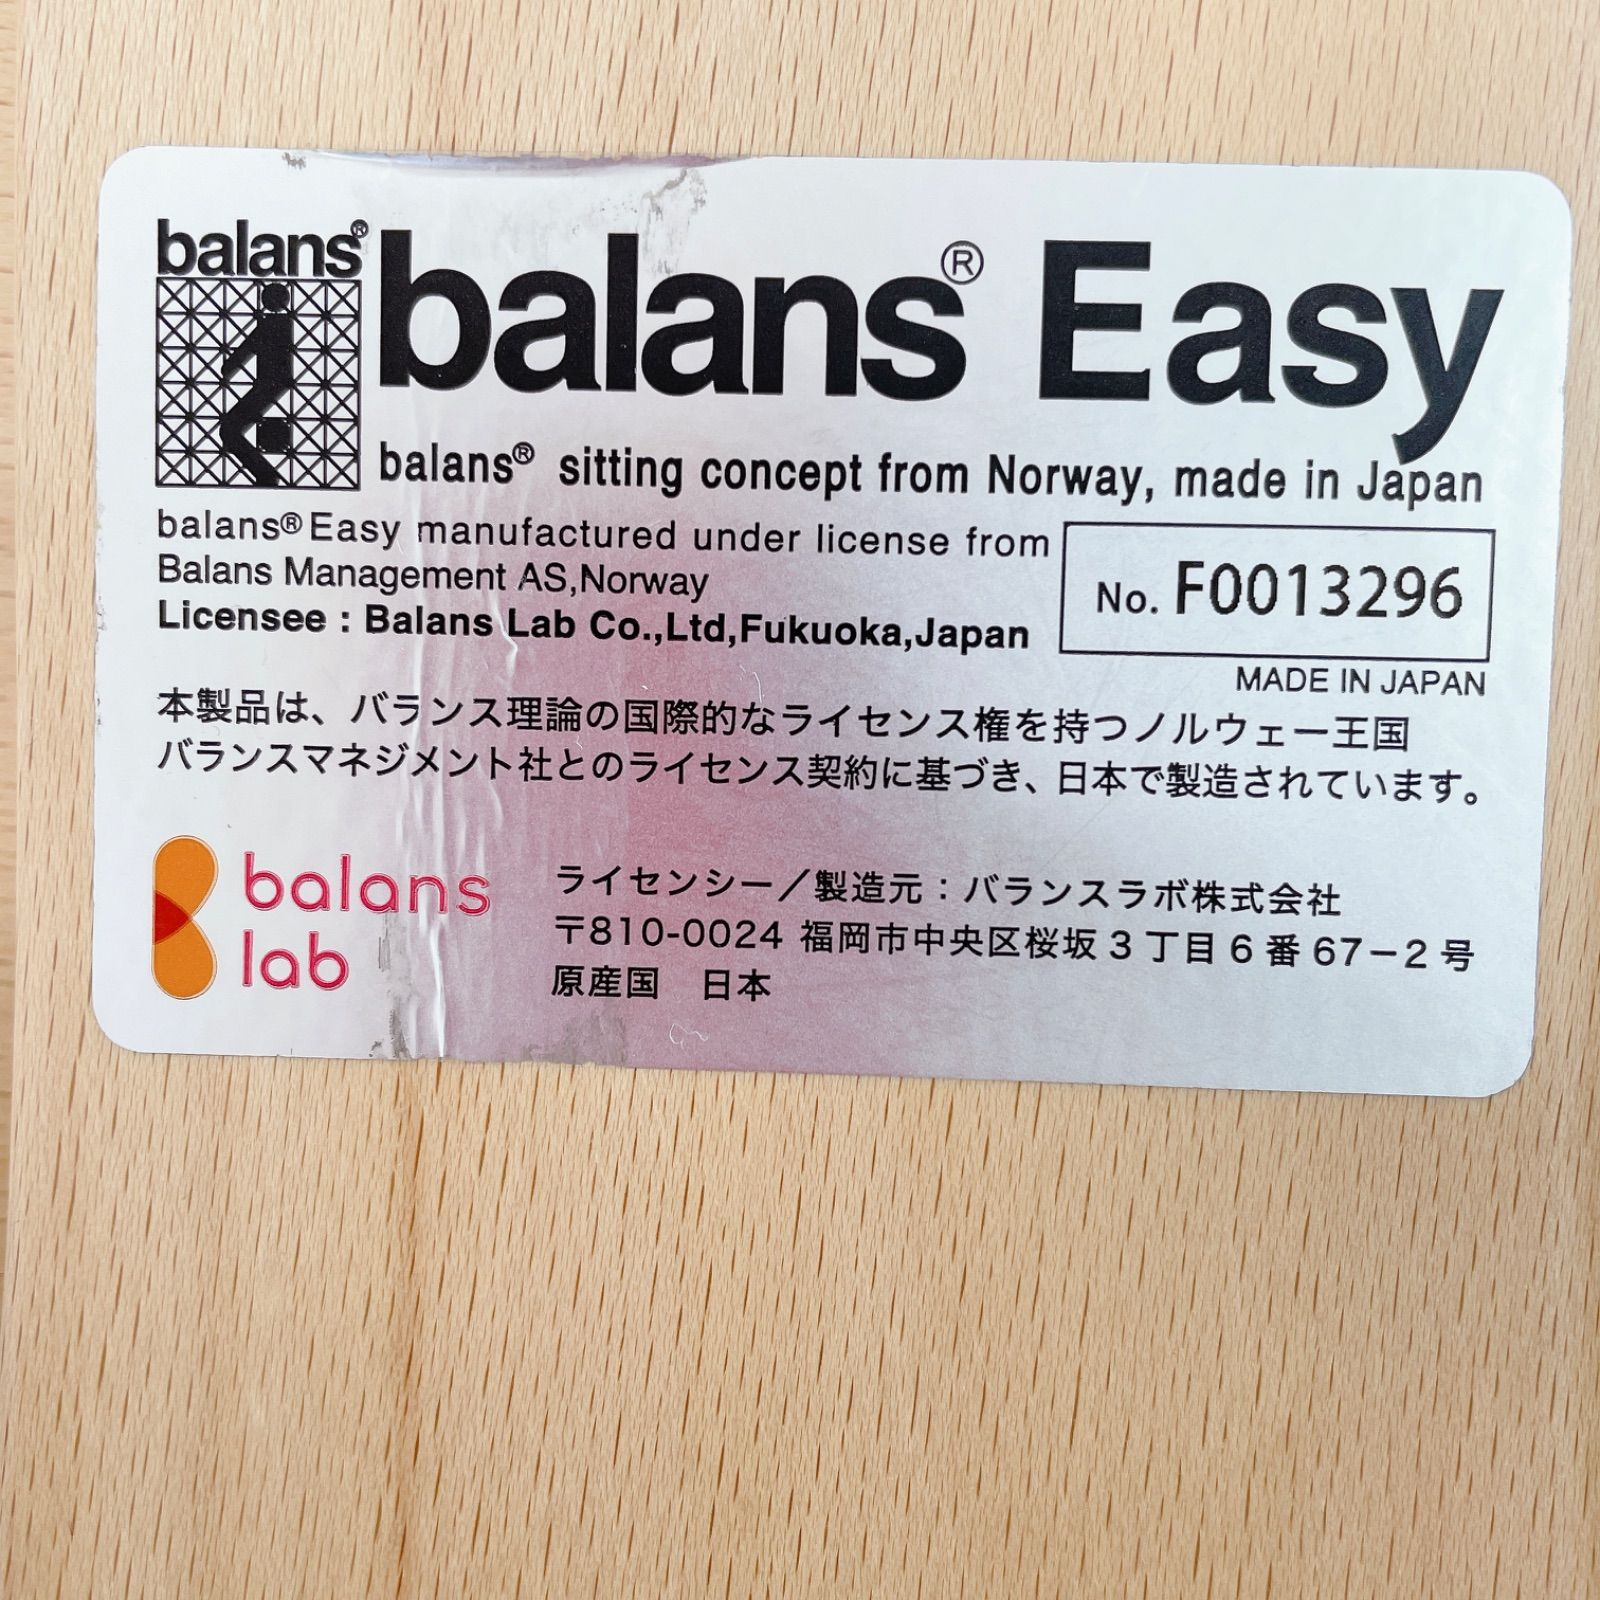 balans®
balans® Easy
balans® sitting concept from Norway, made in Japan
balans®Easy manufactured under license from
Balans Management AS,Norway
Licensee : Balans Lab Co.,Ltd,Fukuoka,Japan
No. F0013296
MADE IN JAPAN
本製品は、バランス理論の国際的なライセンス権を持つノルウェー王国
バランスマネジメント社とのライセンス契約に基づき、日本で製造されています。
balans
lab
ライセンシー／製造元：バランスラボ株式会社
〒810-0024 福岡市中央区桜坂3丁目6番67−2号
原産国　日本